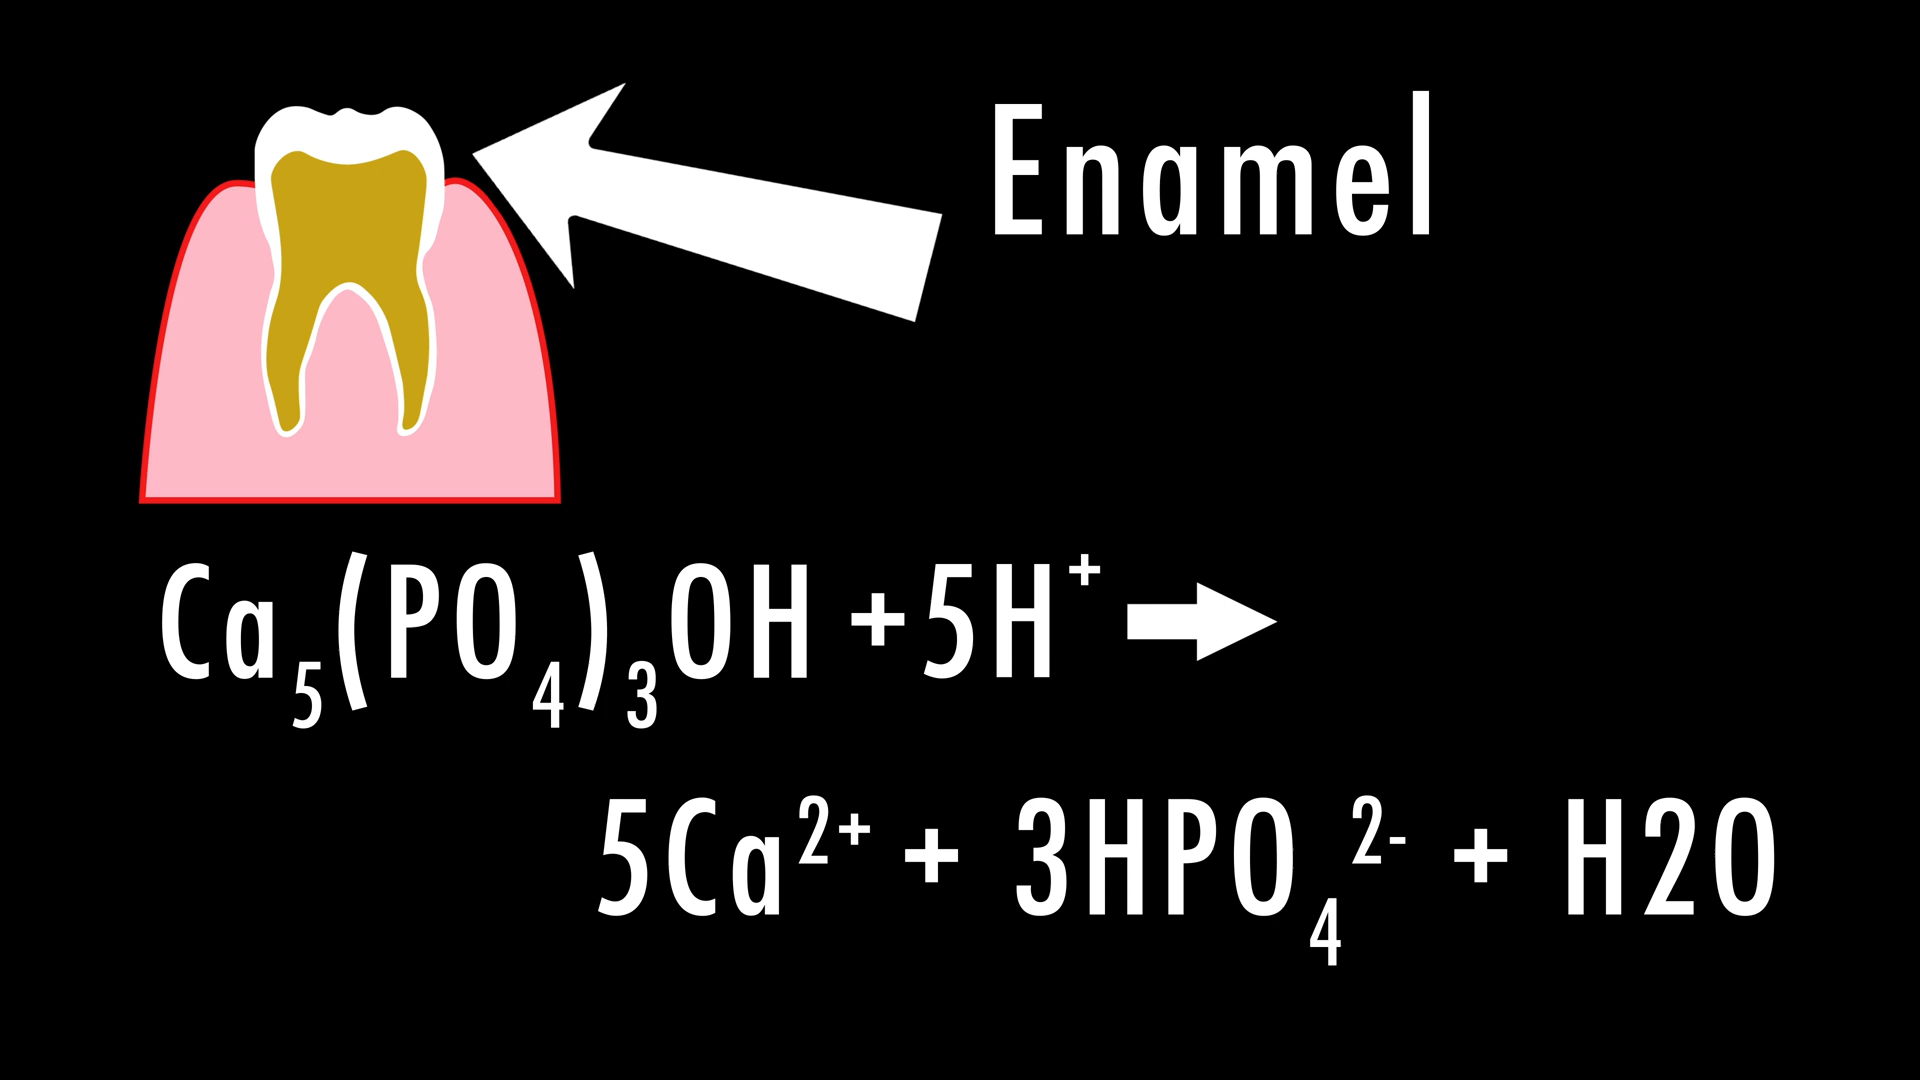 Enamel
Ca₅(PO₄)₃OH +5H⁺
5Ca²⁺ + 3HPO₄²⁻ + H2O